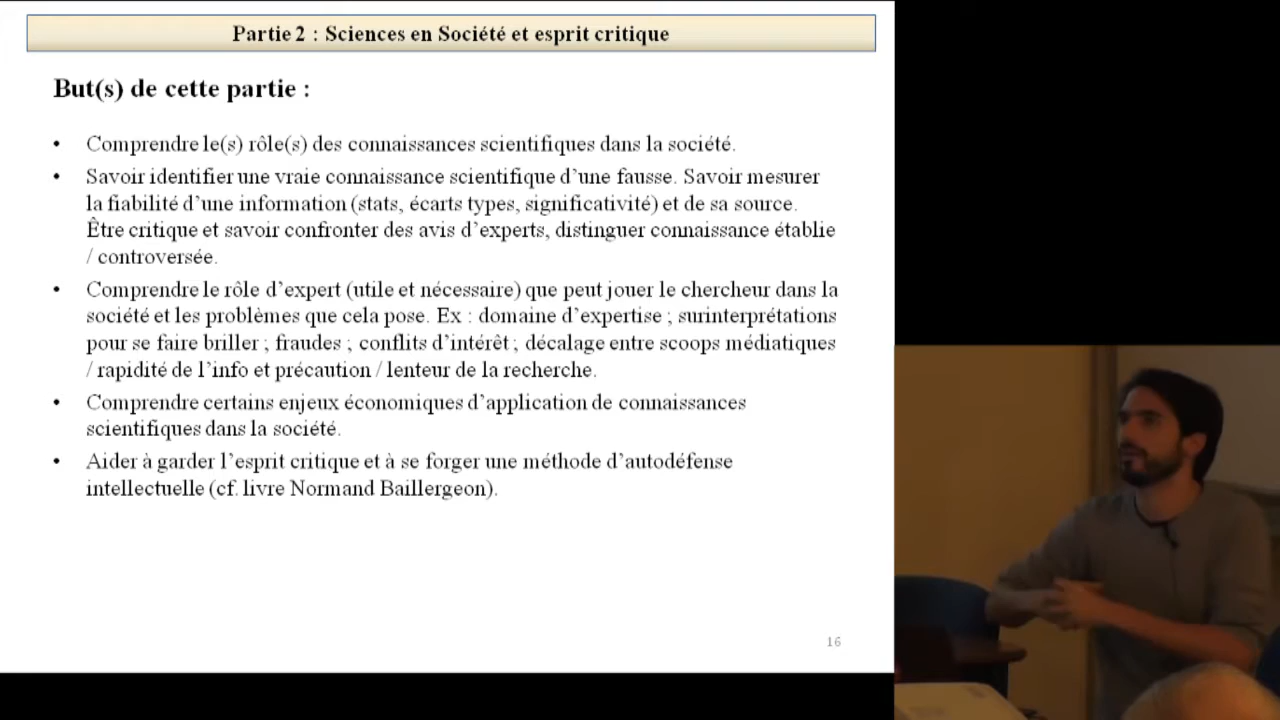 Partie 2 : Sciences en Société et esprit critique
But(s) de cette partie :
• Comprendre le(s) rôle(s) des connaissances scientifiques dans la société.
• Savoir identifier une vraie connaissance scientifique d’une fausse. Savoir mesurer
la fiabilité d’une information (stats, écarts types, significativité) et de sa source.
Être critique et savoir confronter des avis d’experts, distinguer connaissance établie
/ controversée.
• Comprendre le rôle d’expert (utile et nécessaire) que peut jouer le chercheur dans la
société et les problèmes que cela pose. Ex : domaine d’expertise ; surinterprétations
pour se faire briller ; fraudes ; conflits d’intérêt ; décalage entre scoops médiatiques
/ rapidité de l’info et précaution / lenteur de la recherche.
• Comprendre certains enjeux économiques d’application de connaissances
scientifiques dans la société.
• Aider à garder l’esprit critique et à se forger une méthode d’autodéfense
intellectuelle (cf. livre Normand Baillergeon).
16